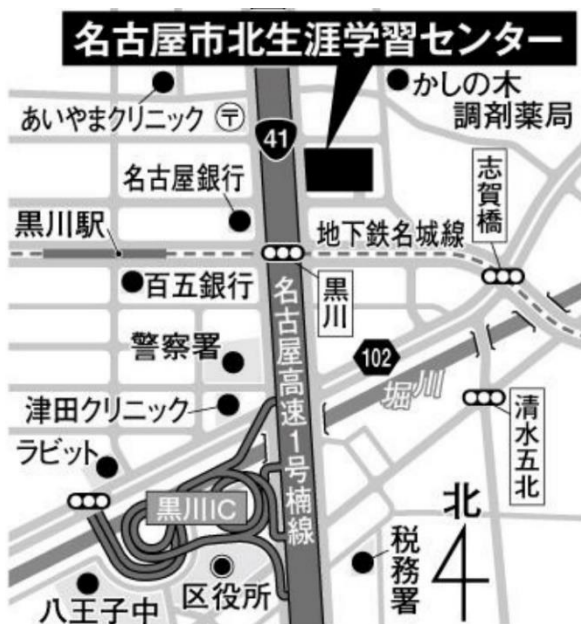 名古屋市北生涯学習センター
かしの木
調剤薬局
あいやまクリニック 〒
41
志賀橋
名古屋銀行
黒川駅
地下鉄名城線
百五銀行
黒川
名古屋高速1号楠線
警察署
102
堀川
津田クリニック
清水五北
ラビット
黒川IC
北
税務署
区役所
八王子中